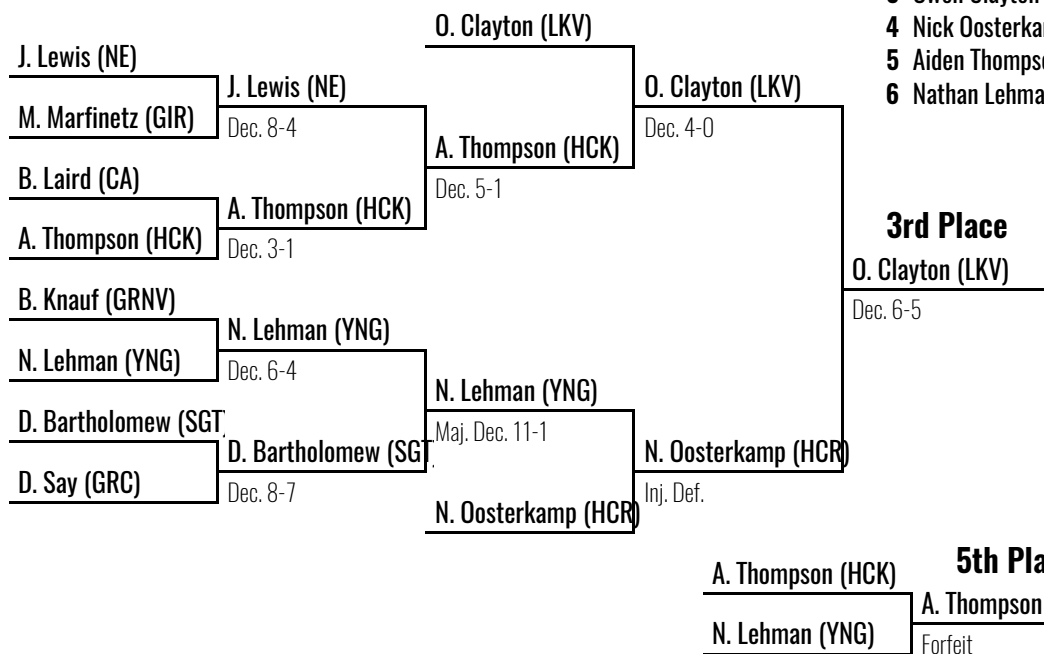 O. Clayton (LKV)
4 Nick
J. Lewis (NE)
5 Aiden
J. Lewis (NE)
O. Clayton (LKV)
6 Nathan
M. Marfinetz (GIR)
Dec. 8-4
Dec. 4-0
A. Thompson (HCK)
B. Laird (CA)
Dec. 5-1
A. Thompson (HCK)
3rd Place
A. Thompson (HCK)
Dec. 3-1
O. Clayton (LKV)
B. Knauf (GRNV)
Dec. 6-5
N. Lehman (YNG)
N. Lehman (YNG)
Dec. 6-4
N. Lehman (YNG)
D. Bartholomew (SGT)
Maj. Dec. 11-1
D. Bartholomew (SGT
N. Oosterkamp (HCR)
D. Say (GRC)
Dec. 8-7
Inj. Def.
N. Oosterkamp (HCR)
5th
A. Thompson (HCK)
A. Thompson
N. Lehman (YNG)
Forfeit